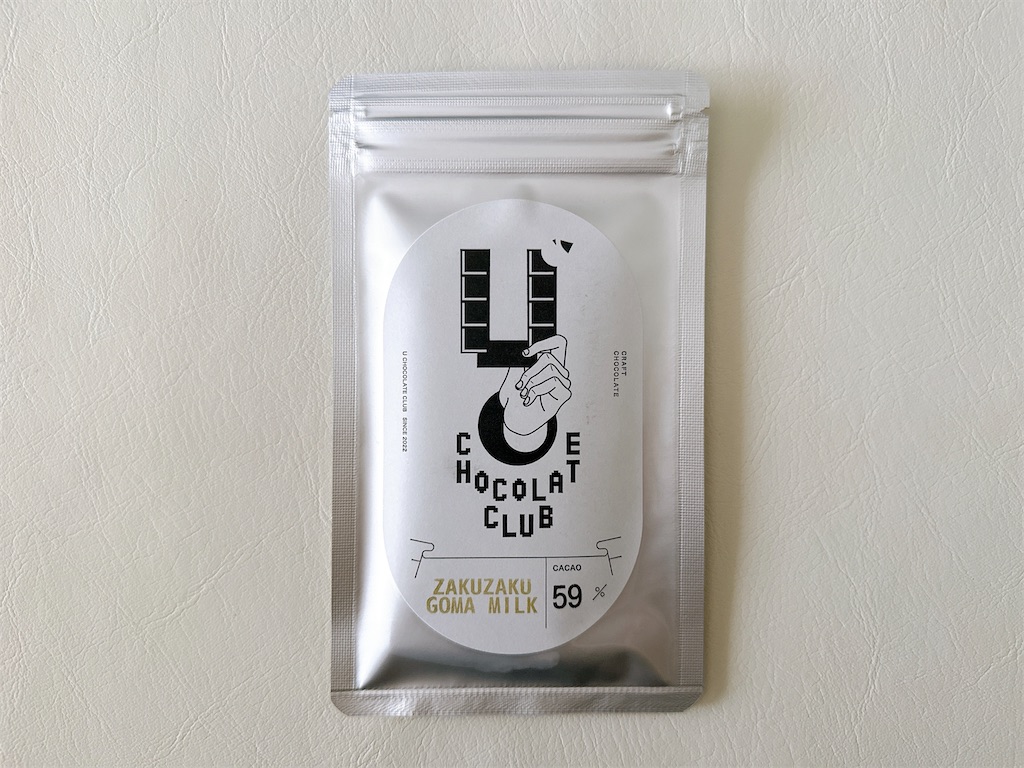 U
U CHOCOLATE CLUB SINCE 2022
CRAFT
CHOCOLATE
CHOCOLATE
CLUB
CACAO
ZAKUZAKU
GOMA MILK
59 %